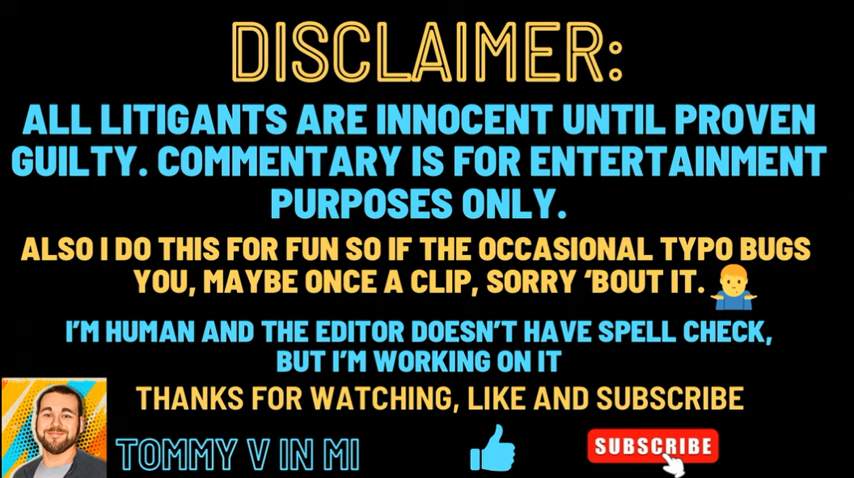 DISCLAIMER:
ALL LITIGANTS ARE INNOCENT UNTIL PROVEN
GUILTY. COMMENTARY IS FOR ENTERTAINMENT
PURPOSES ONLY.
ALSO I DO THIS FOR FUN SO IF THE OCCASIONAL TYPO BUGS
YOU, MAYBE ONCE A CLIP, SORRY ‘BOUT IT.
I’M HUMAN AND THE EDITOR DOESN’T HAVE SPELL CHECK,
BUT I’M WORKING ON IT
THANKS FOR WATCHING, LIKE AND SUBSCRIBE
TOMMY V IN MI
SUBSCRIBE